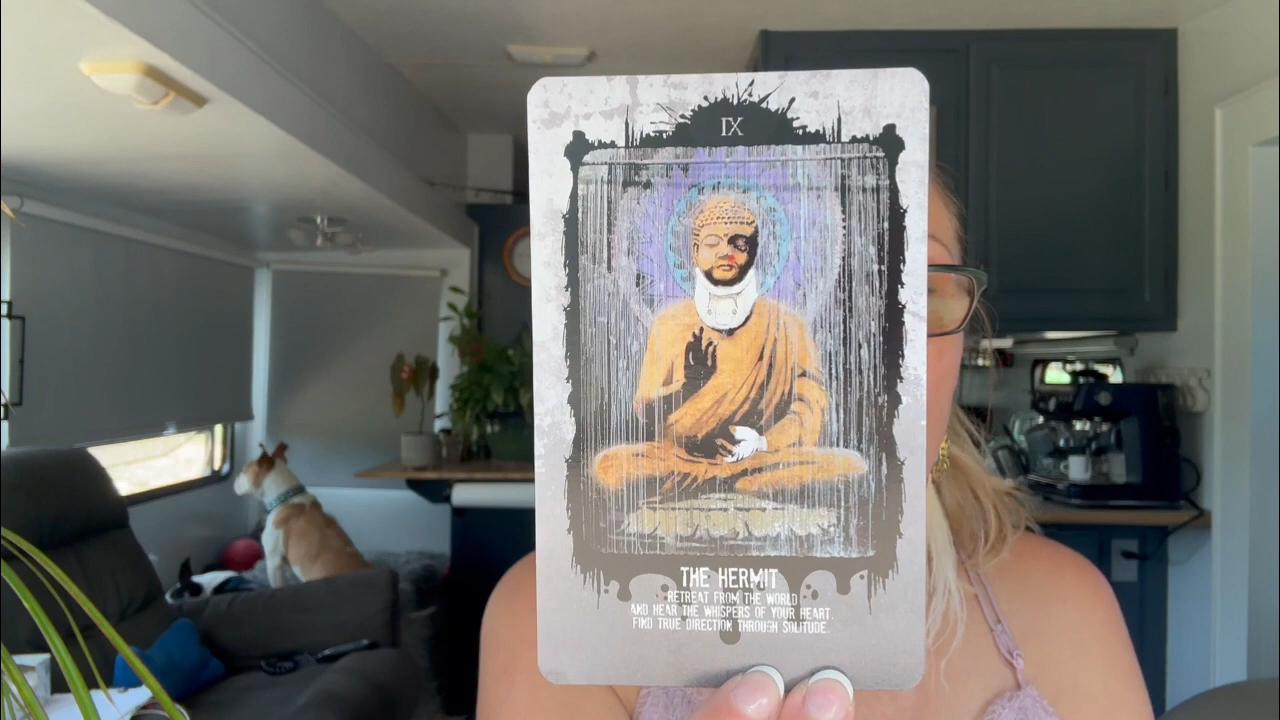 IX
THE HERMIT
RETREAT FROM THE WORLD
AND HEAR THE WHISPERS OF YOUR HEART.
FIND TRUE DIRECTION THROUGH SOLITUDE.